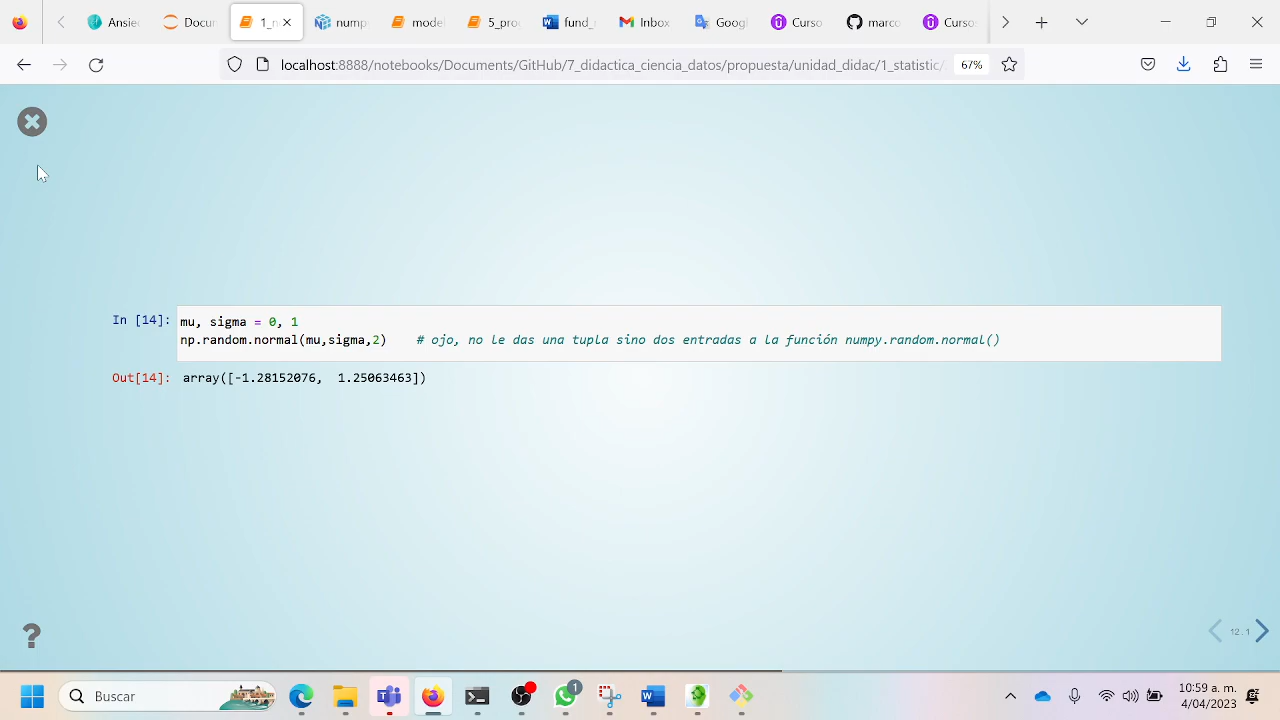 Ansie
Docur
1_n
nump
model
5_pro
fund_
Inbox
Googl
Curso
marco
Curso
localhost:8888/notebooks/Documents/GitHub/7_didactica_ciencia_datos/propuesta/unidad_didac/1_statistic/
67%
In [14]: mu, sigma = 0, 1
np.random.normal(mu,sigma,2) # ojo, no le das una tupla sino dos entradas a la función numpy.random.normal()
Out[14]: array([-1.28152076, 1.25063463])
?
12.1
Buscar
1
10:59 a. m.
4/04/2023